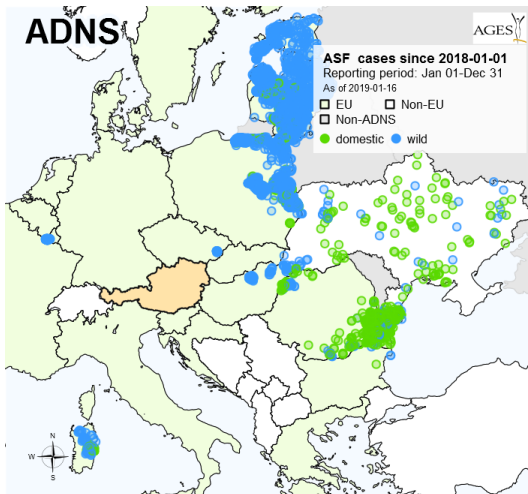 ADNS
AGES
ASF cases since 2018-01-01
Reporting period: Jan 01-Dec 31
As of 2019-01-16
EU Non-EU
Non-ADNS
domestic wild
N
W E
S